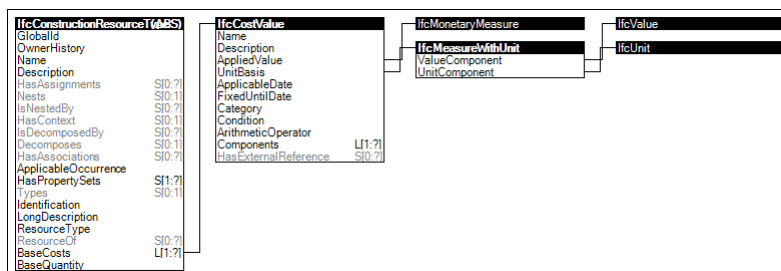 IfcConstructionResourceType (ABS)
GlobalId
OwnerHistory
Name
Description
HasAssignments S[0:?]
Nests S[0:1]
IsNestedBy S[0:?]
HasContext S[0:1]
IsDecomposedBy S[0:?]
Decomposes S[0:1]
HasAssociations S[0:?]
ApplicableOccurrence
HasPropertySets S[1:?]
Types S[0:1]
Identification
LongDescription
ResourceType
ResourceOf S[0:?]
BaseCosts L[1:?]
BaseQuantity
IfcCostValue
Name
Description
AppliedValue
UnitBasis
ApplicableDate
FixedUntilDate
Category
Condition
ArithmeticOperator
Components L[1:?]
HasExternalReference S[0:?]
IfcMonetaryMeasure
IfcMeasureWithUnit
ValueComponent
UnitComponent
IfcValue
IfcUnit